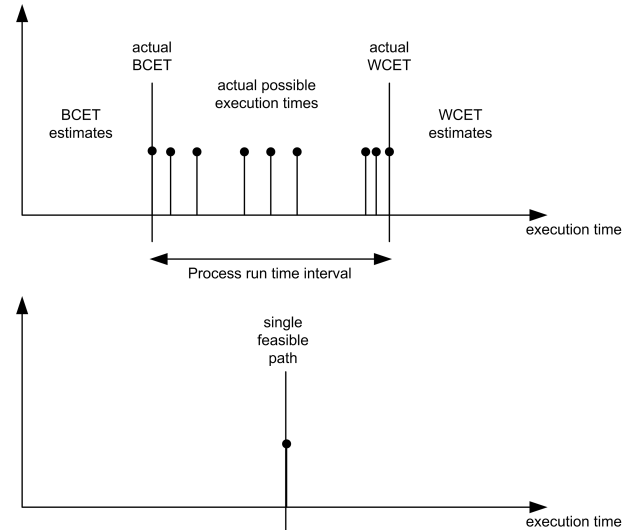 actual
BCET
actual
WCET
actual possible
execution times
BCET
estimates
WCET
estimates
execution time
Process run time interval
single
feasible
path
execution time